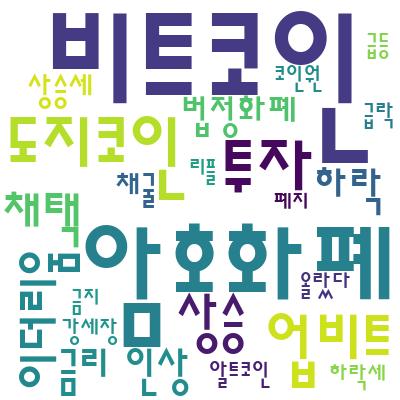 비트코인
급등
코인원
상승세
법정화폐
급락
도지코인
투자
리플
채굴
하락
채택
폐지
암호화폐
이더리움
올랐다
금지
상승
강세장
업비트
금리
인상
알트코인
하락세